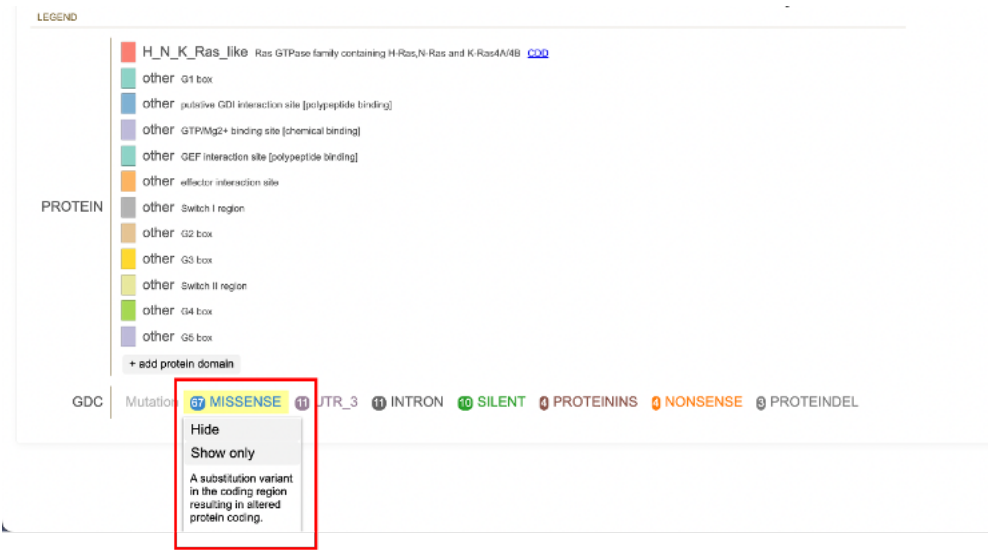 LEGEND
H_N_K_Ras_like Ras GTPase family containing H-Ras,N-Ras and K-Ras4A/4B CDD
other G1 box
other putative GDI interaction site [polypeptide binding]
other GTP/Mg2+ binding site [chemical binding]
other GEF interaction site [polypeptide binding]
other effector interaction site
PROTEIN other Switch I region
other G2 box
other G3 box
other Switch II region
other G4 box
other G5 box
+ add protein domain
GDC Mutation 67 MISSENSE 11 UTR_3 11 INTRON 10 SILENT 4 PROTEININS 4 NONSENSE 3 PROTEINDEL
Hide
Show only
A substitution variant
in the coding region
resulting in altered
protein coding.